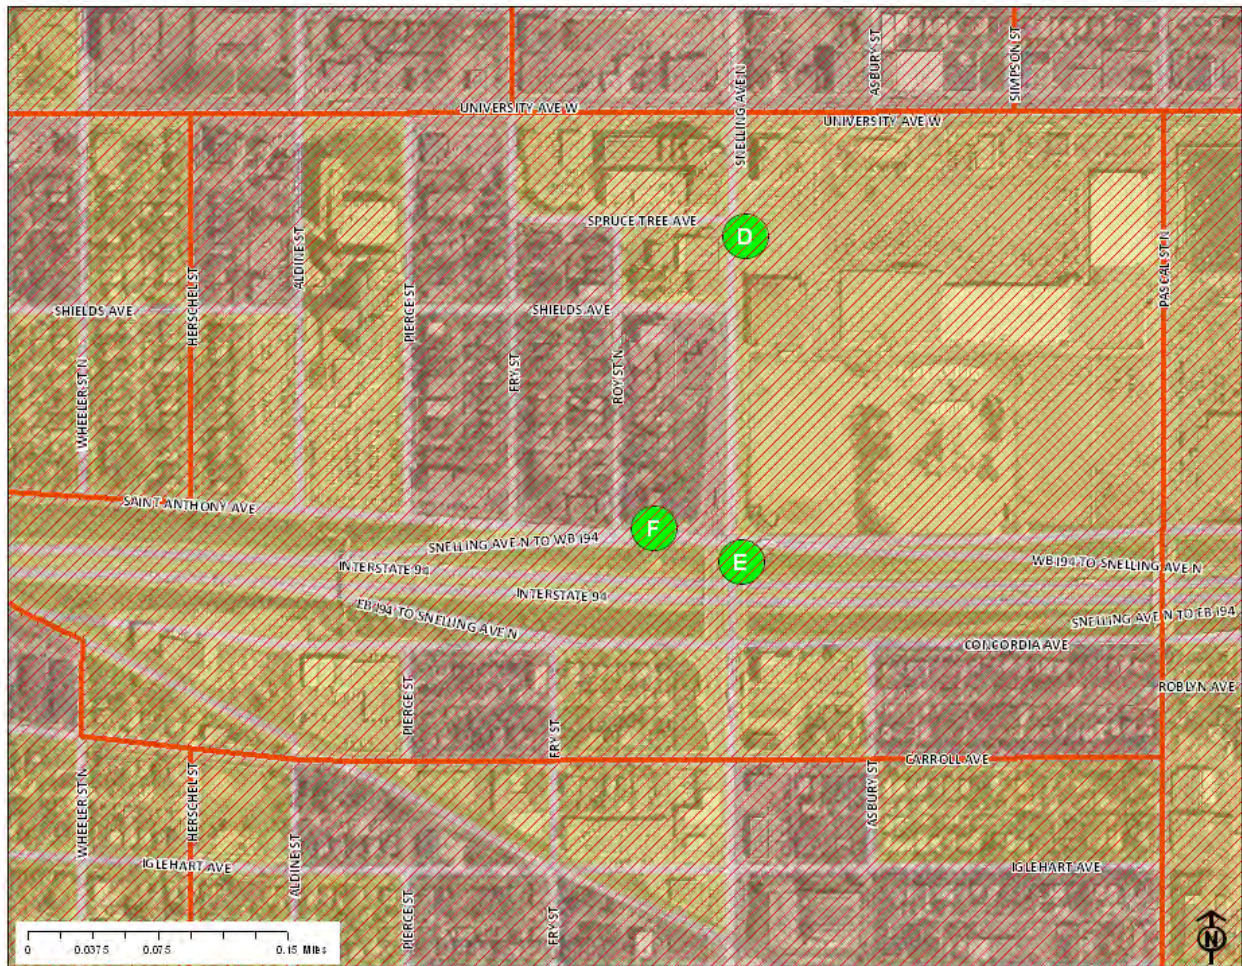 SIMPSON ST
ASBURY ST
SNELLING AVE N
UNIVERSITY AVE W
UNIVERSITY AVE W
SPRUCE TREE AVE
D
ALDINE ST
HERSCHEL ST
PASCAL ST N
PIERCE ST
SHIELDS AVE
SHIELDS AVE
FRY ST
ROY ST N
WHEELER ST N
SAINT ANTHONY AVE
F
SNELLING AVE N TO WB I94
E
WB I94 TO SNELLING AVE N
INTERSTATE 94
INTERSTATE 94
EB I94 TO SNELLING AVE N
SNELLING AVE N TO EB I94
CONCORDIA AVE
ROBLYN AVE
PIERCE ST
FRY ST
CARROLL AVE
WHEELER ST N
HERSCHEL ST
ASBURY ST
ALDINE ST
IGLEHART AVE
IGLEHART AVE
PIERCE ST
FRY ST
0 0.0375 0.075 0.15 Miles
N